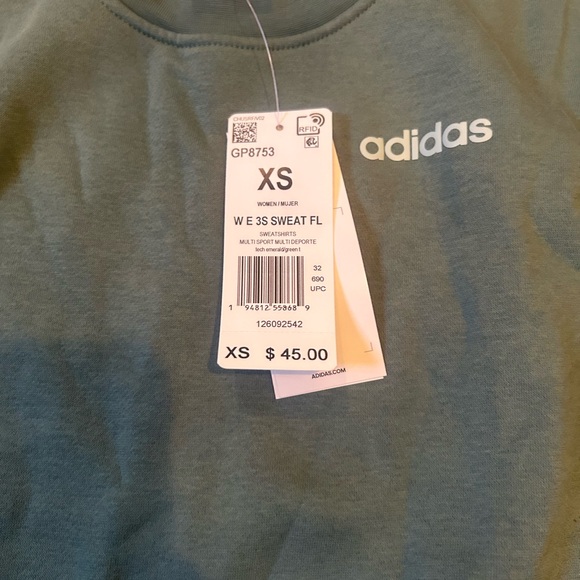 adidas
RFID
GP8753
XS
WOMEN / MUJER
W E 3S SWEAT FL
SWEATSHIRTS
MULTI SPORT MULTI DEPORTE
tech emerald/green t
32
690
UPC
1 94812 55868 9
126092542
XS $ 45.00
ADIDAS.COM